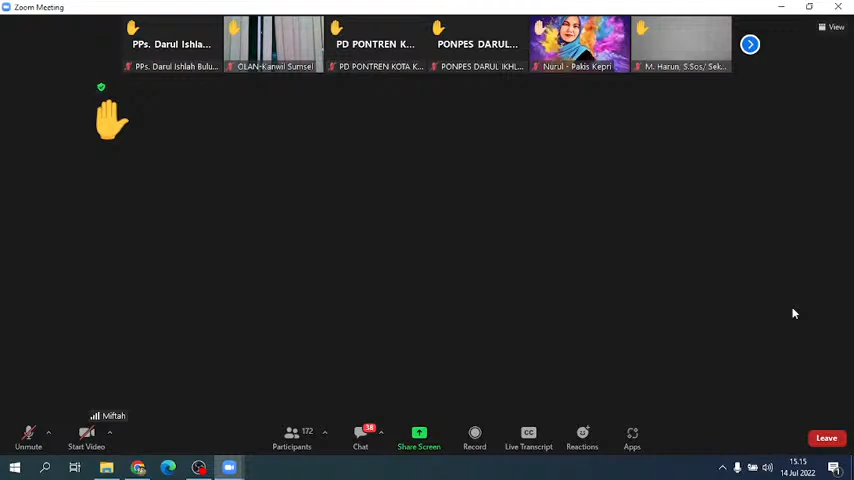 Zoom Meeting
View
PPs. Darul Ishla...
PD PONTREN K...
PONPES DARUL...
PPs. Darul Ishlah Bulu...
OLAN-Kanwil Sumsel
PD PONTREN KOTA K...
PONPES DARUL IKHL...
Nurul - Pakis Kepri
M. Harun, S.Sos/ Sek...
Miftah
Unmute
Start Video
Participants
172
Chat
38
Share Screen
Record
CC
Live Transcript
Reactions
Apps
Leave
15.15
14 Jul 2022
1